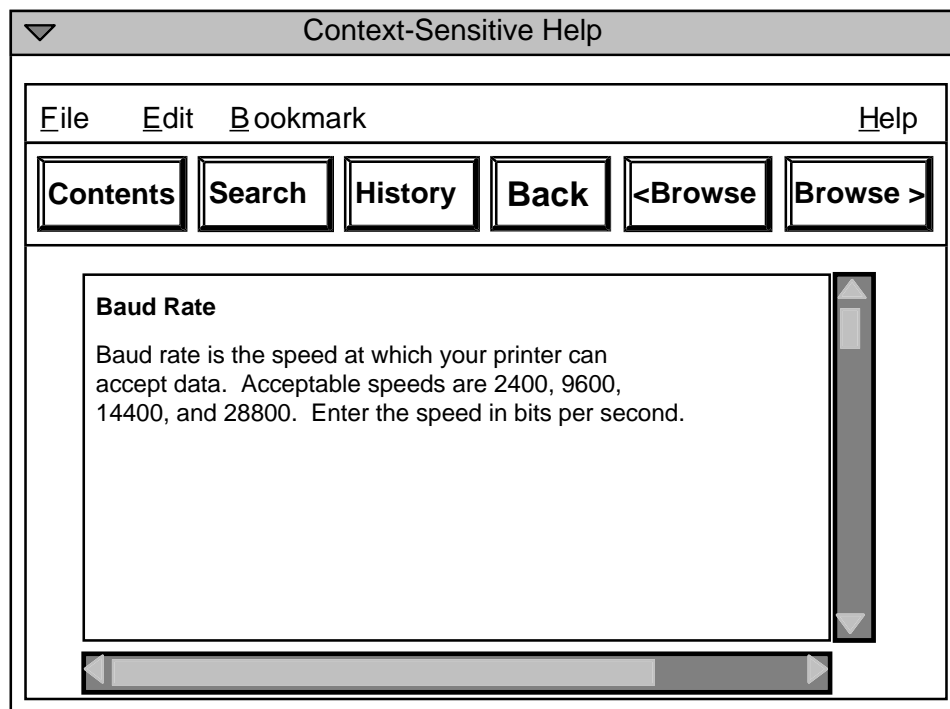 Context-Sensitive Help
File Edit Bookmark Help
Contents Search History Back <Browse Browse >
Baud Rate
Baud rate is the speed at which your printer can
accept data. Acceptable speeds are 2400, 9600,
14400, and 28800. Enter the speed in bits per second.